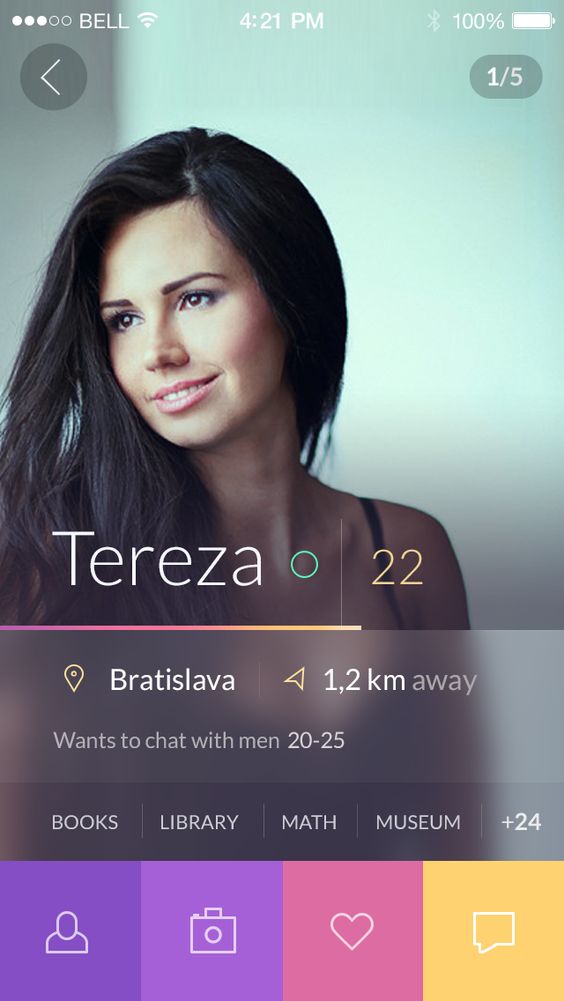 BELL 4:21 PM 100%
1/5
Tereza 22
Bratislava 1,2 km away
Wants to chat with men 20-25
BOOKS LIBRARY MATH MUSEUM +24